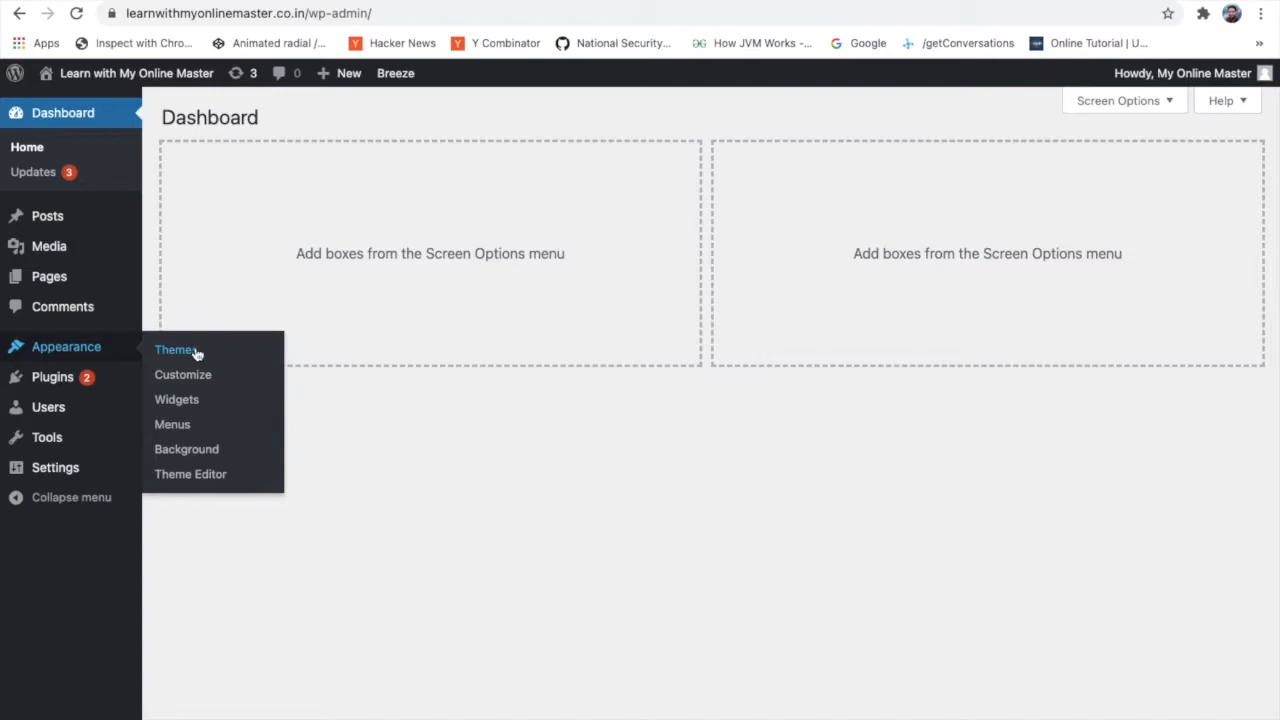 learnwithmyonlinemaster.co.in/wp-admin/
Apps Inspect with Chro... Animated radial /... Hacker News Y Combinator National Security... How JVM Works -... Google /getConversations Online Tutorial | U... »
Learn with My Online Master 3 0 New Breeze Howdy, My Online Master
Dashboard
Home
Updates 3
Posts
Media
Pages
Comments
Appearance
Plugins 2
Users
Tools
Settings
Collapse menu
Themes
Customize
Widgets
Menus
Background
Theme Editor
Screen Options Help
Dashboard
Add boxes from the Screen Options menu
Add boxes from the Screen Options menu